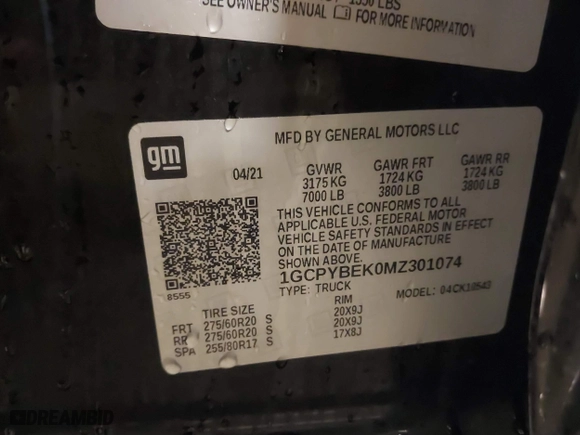 1550 LBS
SEE OWNER'S MANUAL FOR MORE INFORMATION
gm
MFD BY GENERAL MOTORS LLC
04/21 GVWR GAWR FRT GAWR RR
3175 KG 1724 KG 1724 KG
7000 LB 3800 LB 3800 LB
THIS VEHICLE CONFORMS TO ALL
APPLICABLE U.S. FEDERAL MOTOR
VEHICLE SAFETY STANDARDS IN EFFECT
ON THE DATE OF MANUFACTURE
SHOWN ABOVE.
1GCPYBEK0MZ301074
8555
TYPE: TRUCK MODEL: 04CK10543
TIRE SIZE RIM
FRT 275/60R20 S 20X9J
RR 275/60R20 S 20X9J
SPA 255/80R17 S 17X8J
DREAMBID